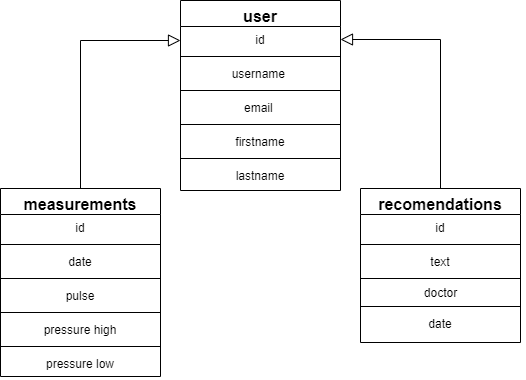 user
id
username
email
firstname
lastname
measurements
id
date
pulse
pressure high
pressure low
recomendations
id
text
doctor
date